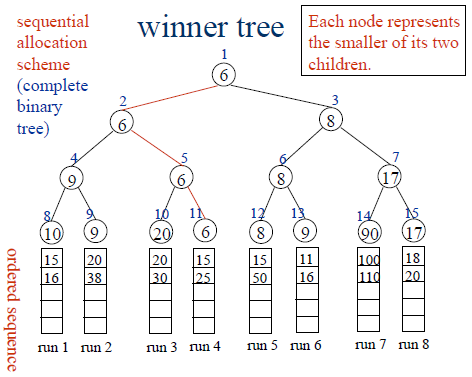 sequential
allocation
scheme
(complete
binary
tree)
winner tree
Each node represents
the smaller of its two
children.
1
6
2
3
6
8
4
5
6
7
9
6
8
17
8
9
10
11
12
13
14
15
10
9
20
6
8
9
90
17
15
20
20
15
15
11
100
18
16
38
30
25
50
16
110
20
ordered sequence
run 1
run 2
run 3
run 4
run 5
run 6
run 7
run 8